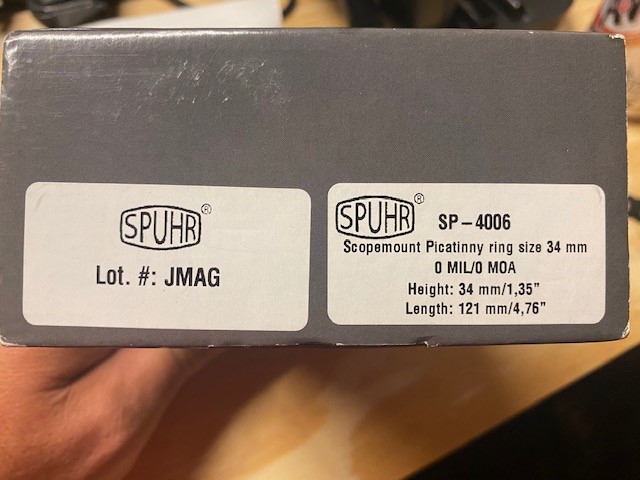 SPUHR®
Lot. #: JMAG
SPUHR® SP-4006
Scopemount Picatinny ring size 34 mm
0 MIL/0 MOA
Height: 34 mm/1,35”
Length: 121 mm/4,76”